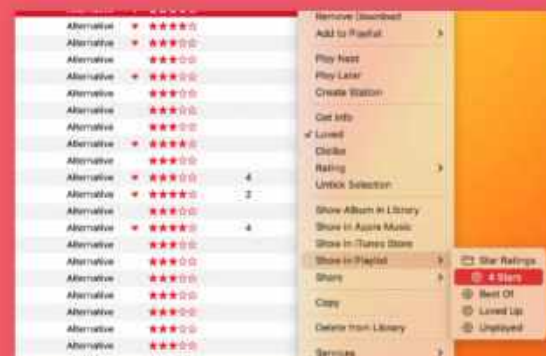 Alternative ♥ ★★★★☆
Alternative ♥ ★★★★☆
Alternative ★★★☆☆
Alternative ♥ ★★★☆☆
Alternative ★★★☆☆
Alternative ★★★☆☆
Alternative ★★★☆☆
Alternative ♥ ★★★★☆
Alternative ★★★☆☆
Alternative ♥ ★★★☆☆ 4
Alternative ♥ ★★★★☆ 2
Alternative ★★★☆☆
Alternative ♥ ★★★★☆ 4
Alternative ★★★☆☆
Alternative ★★★☆☆
Alternative ★★★☆☆
Alternative ★★★☆☆
Alternative ★★★☆☆
Alternative ★★★☆☆
Alternative ★★★☆☆
Remove Download
Add to Playlist
Play Next
Play Later
Create Station
Get Info
✓ Loved
Dislike
Rating
Untick Selection
Show Album in Library
Show in Apple Music
Show in iTunes Store
Show in Playlist
Share
Copy
Delete from Library
Services
Star Ratings
4 Stars
Best Of
Loved Up
Unplayed